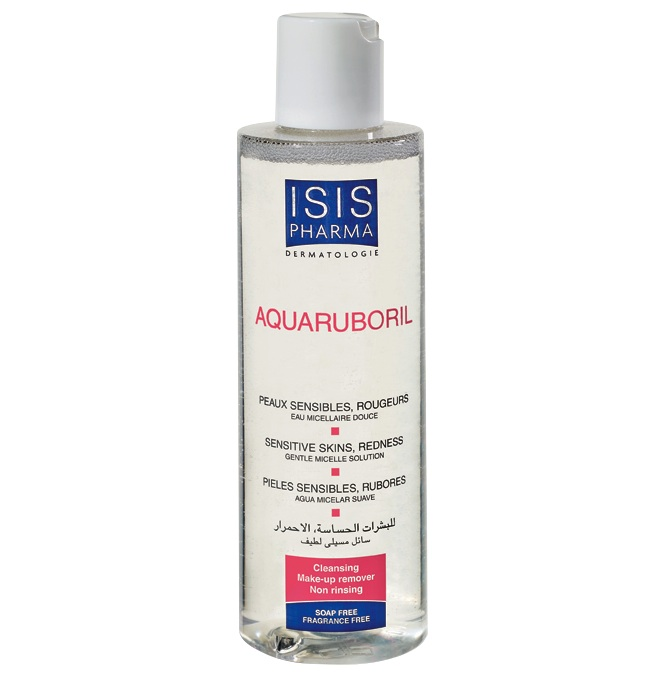 ISIS
PHARMA
DERMATOLOGIE
AQUARUBORIL
PEAUX SENSIBLES, ROUGEURS
EAU MICELLAIRE DOUCE
SENSITIVE SKINS, REDNESS
GENTLE MICELLE SOLUTION
PIELES SENSIBLES, RUBORES
AGUA MICELAR SUAVE
للبشرات الحساسة، الاحمرار
سائل مسيلي لطيف
Cleansing
Make-up remover
Non rinsing
SOAP FREE
FRAGRANCE FREE